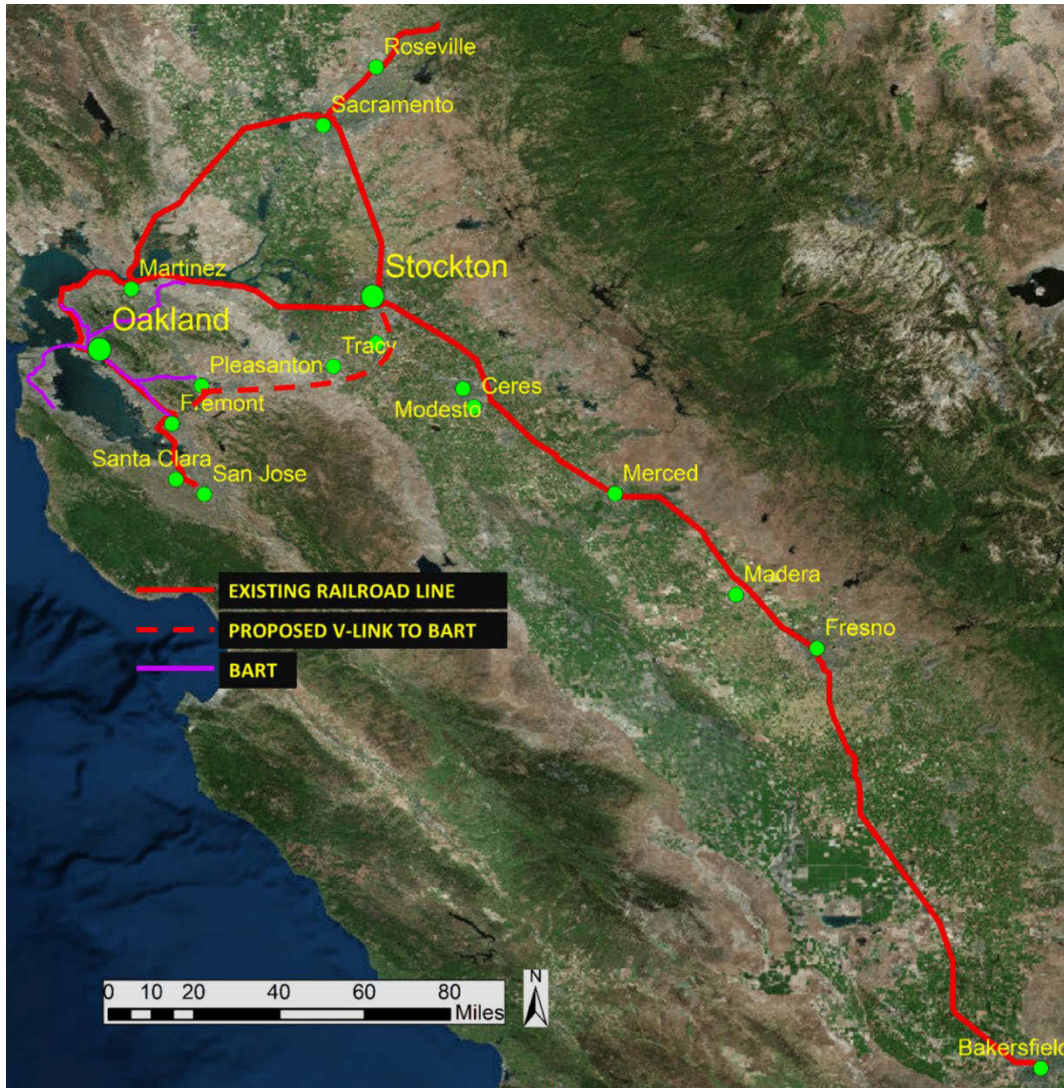 Roseville
Sacramento
Martinez
Stockton
Oakland
Tracy
Pleasanton
Ceres
Fremont
Modesto
Santa Clara
San Jose
Merced
EXISTING RAILROAD LINE
Madera
PROPOSED V-LINK TO BART
Fresno
BART
N
0 10 20 40 60 80
Miles
Bakersfield